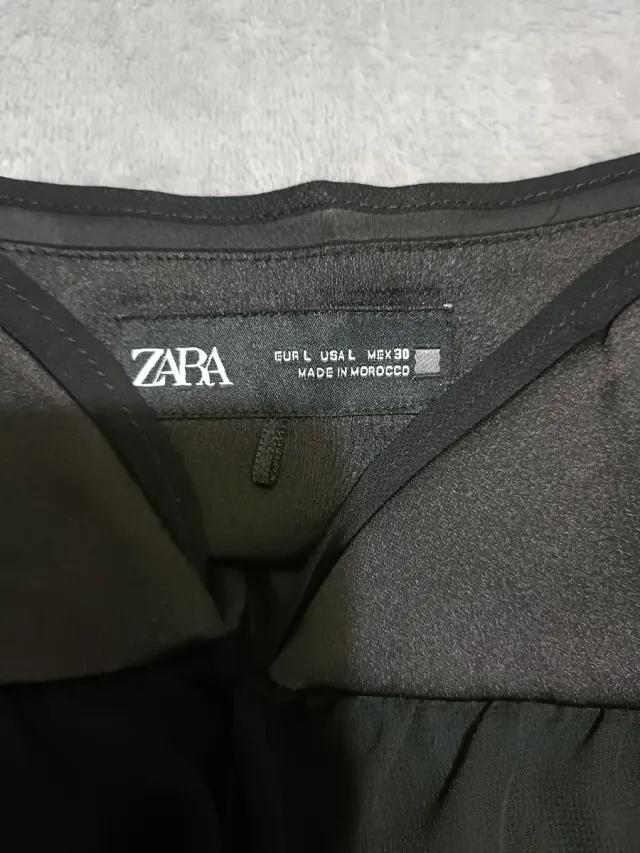 ZARA
EUR L USA L MEX 30
MADE IN MOROCCO